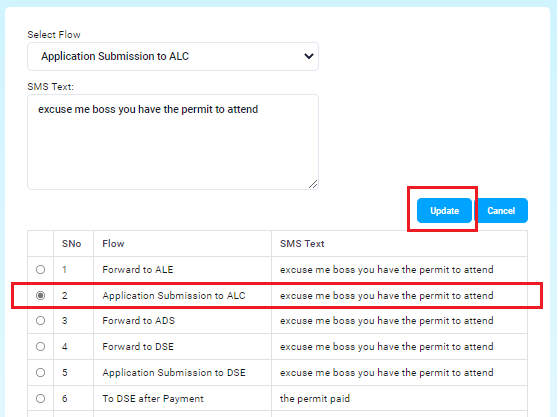 Select Flow
Application Submission to ALC
SMS Text:
excuse me boss you have the permit to attend
Update Cancel
SNo Flow SMS Text
1 Forward to ALE excuse me boss you have the permit to attend
2 Application Submission to ALC excuse me boss you have the permit to attend
3 Forward to ADS excuse me boss you have the permit to attend
4 Forward to DSE excuse me boss you have the permit to attend
5 Application Submission to DSE excuse me boss you have the permit to attend
6 To DSE after Payment the permit paid